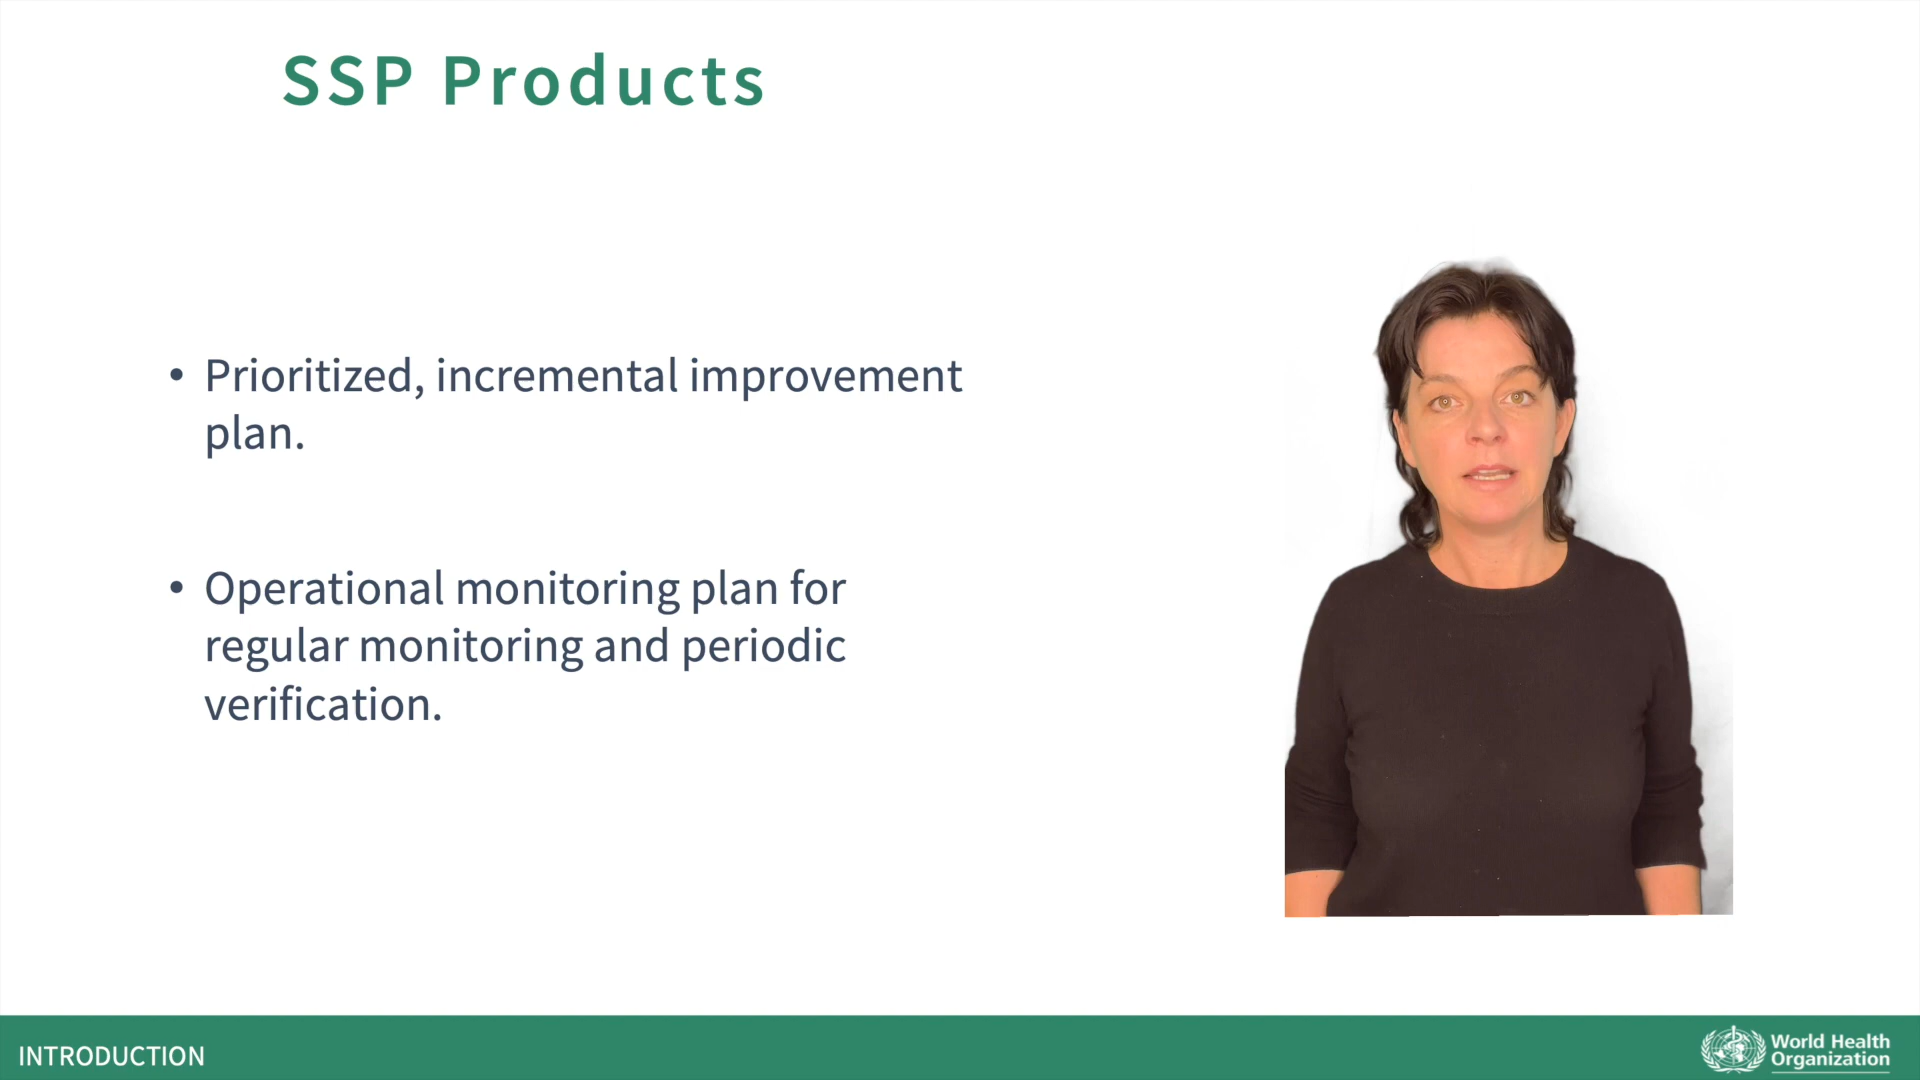 SSP Products
• Prioritized, incremental improvement
plan.
• Operational monitoring plan for
regular monitoring and periodic
verification.
INTRODUCTION
World Health
Organization